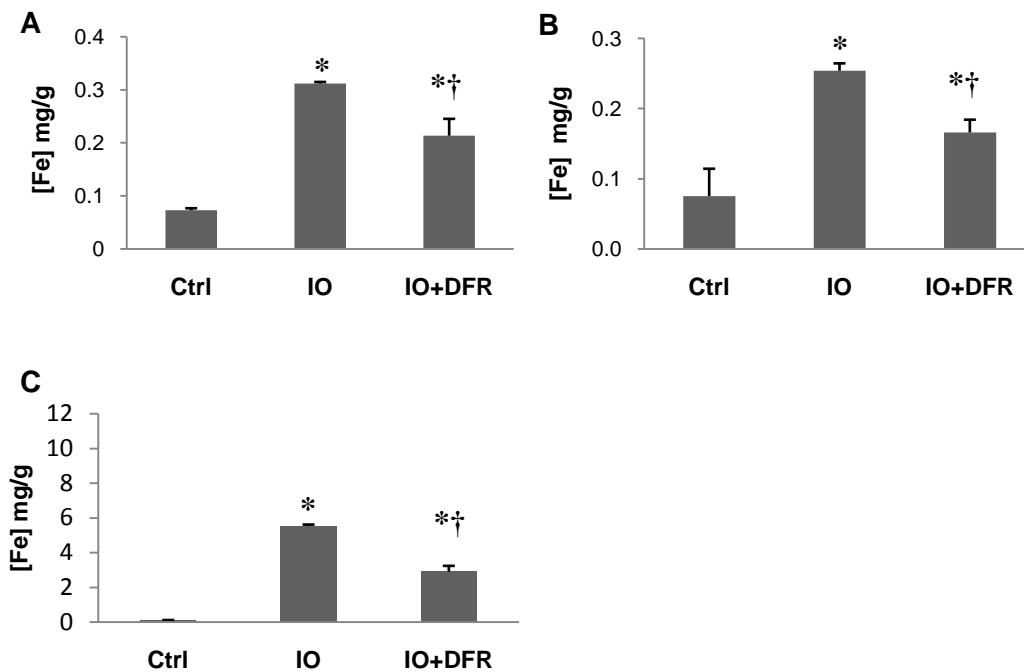 A
[Fe] mg/g
0.4
0.3
0.2
0.1
0
*
*†
Ctrl IO IO+DFR
B
[Fe] mg/g
0.3
0.2
0.1
0.0
*
*†
Ctrl IO IO+DFR
C
[Fe] mg/g
12
10
8
6
4
2
0
*
*†
Ctrl IO IO+DFR